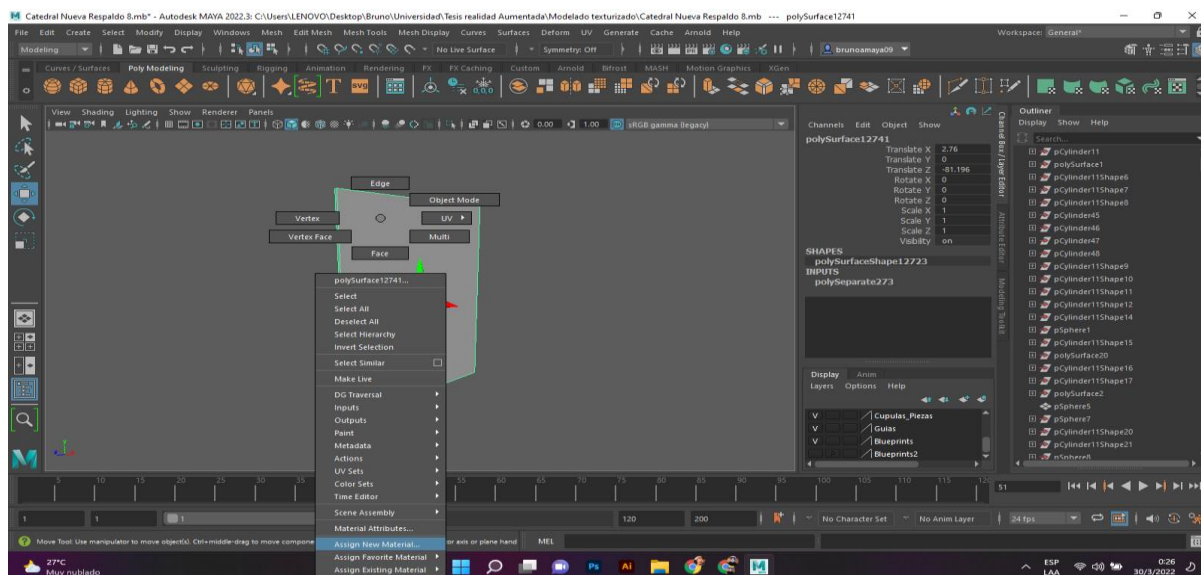 Catedral Nueva Respaldo 8.mb* - Autodesk MAYA 2022.3: C:\Users\LENOVO\Desktop\Bruno\Universidad\Tesis realidad Aumentada\Modelado texturizado\Catedral Nueva Respaldo 8.mb --- polySurface12741
File Edit Create Select Modify Display Windows Mesh Edit Mesh Mesh Tools Mesh Display Curves Surfaces Deform UV Generate Cache Arnold Help
Workspace: General*
Modeling
No Live Surface
Symmetry: Off
brunoamaya09
Curves / Surfaces Poly Modeling Sculpting Rigging Animation Rendering FX FX Caching Custom Arnold Bifrost MASH Motion Graphics XGen
View Shading Lighting Show Renderer Panels
0.00 1.00 sRGB gamma (legacy)
Edge
Object Mode
Vertex
UV
Vertex Face
Multi
Face
polySurface12741...
Select
Select All
Deselect All
Select Hierarchy
Invert Selection
Select Similar
Make Live
DG Traversal
Inputs
Outputs
Paint
Metadata
Actions
UV Sets
Color Sets
Time Editor
Scene Assembly
Material Attributes...
Assign New Material...
Assign Favorite Material
Assign Existing Material
Channels Edit Object Show
polySurface12741
Translate X 2.76
Translate Y 0
Translate Z -81.196
Rotate X 0
Rotate Y 0
Rotate Z 0
Scale X 1
Scale Y 1
Scale Z 1
Visibility on
SHAPES
polySurfaceShape12723
INPUTS
polySeparate273
Display Anim
Layers Options Help
V Cupulas_Piezas
V Guias
V Blueprints
Blueprints2
Channel Box / Layer Editor
Attribute Editor
Modeling Toolkit
Outliner
Display Show Help
Search...
pCylinder11
polySurface1
pCylinder11Shape6
pCylinder11Shape7
pCylinder11Shape8
pCylinder45
pCylinder46
pCylinder47
pCylinder48
pCylinder11Shape9
pCylinder11Shape10
pCylinder11Shape11
pCylinder11Shape12
pCylinder11Shape14
pSphere1
pCylinder11Shape15
polySurface20
pCylinder11Shape16
pCylinder11Shape17
polySurface2
pSphere5
pSphere7
pCylinder11Shape20
pCylinder11Shape21
pSphere8
5 10 15 20 25 30 35 55 60 65 70 75 80 85 90 95 100 105 110 115 120
51
1 1 1 120 200
No Character Set
No Anim Layer
24 fps
Move Tool: Use manipulator to move object(s). Ctrl+middle-drag to move compone
or axis or plane hand
MEL
27°C
Muy nublado
Ps
Ai
ESP
LAA
0:26
30/3/2022